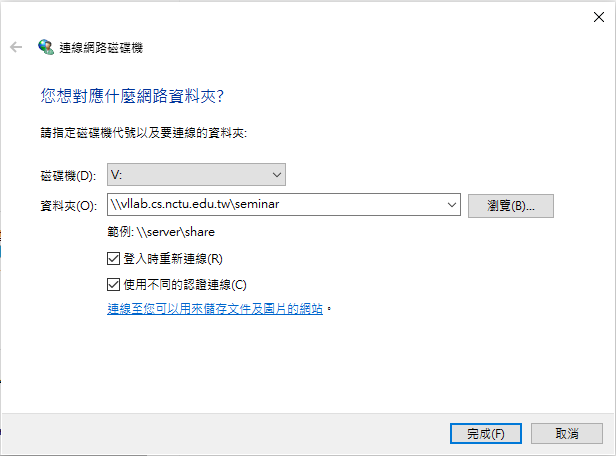 連線網路磁碟機
您想對應什麼網路資料夾?
請指定磁碟機代號以及要連線的資料夾:
磁碟機(D): V:
資料夾(O): \\vllab.cs.nctu.edu.tw\seminar 瀏覽(B)...
範例: \\server\share
登入時重新連線(R)
使用不同的認證連線(C)
連線至您可以用來儲存文件及圖片的網站。
完成(F) 取消